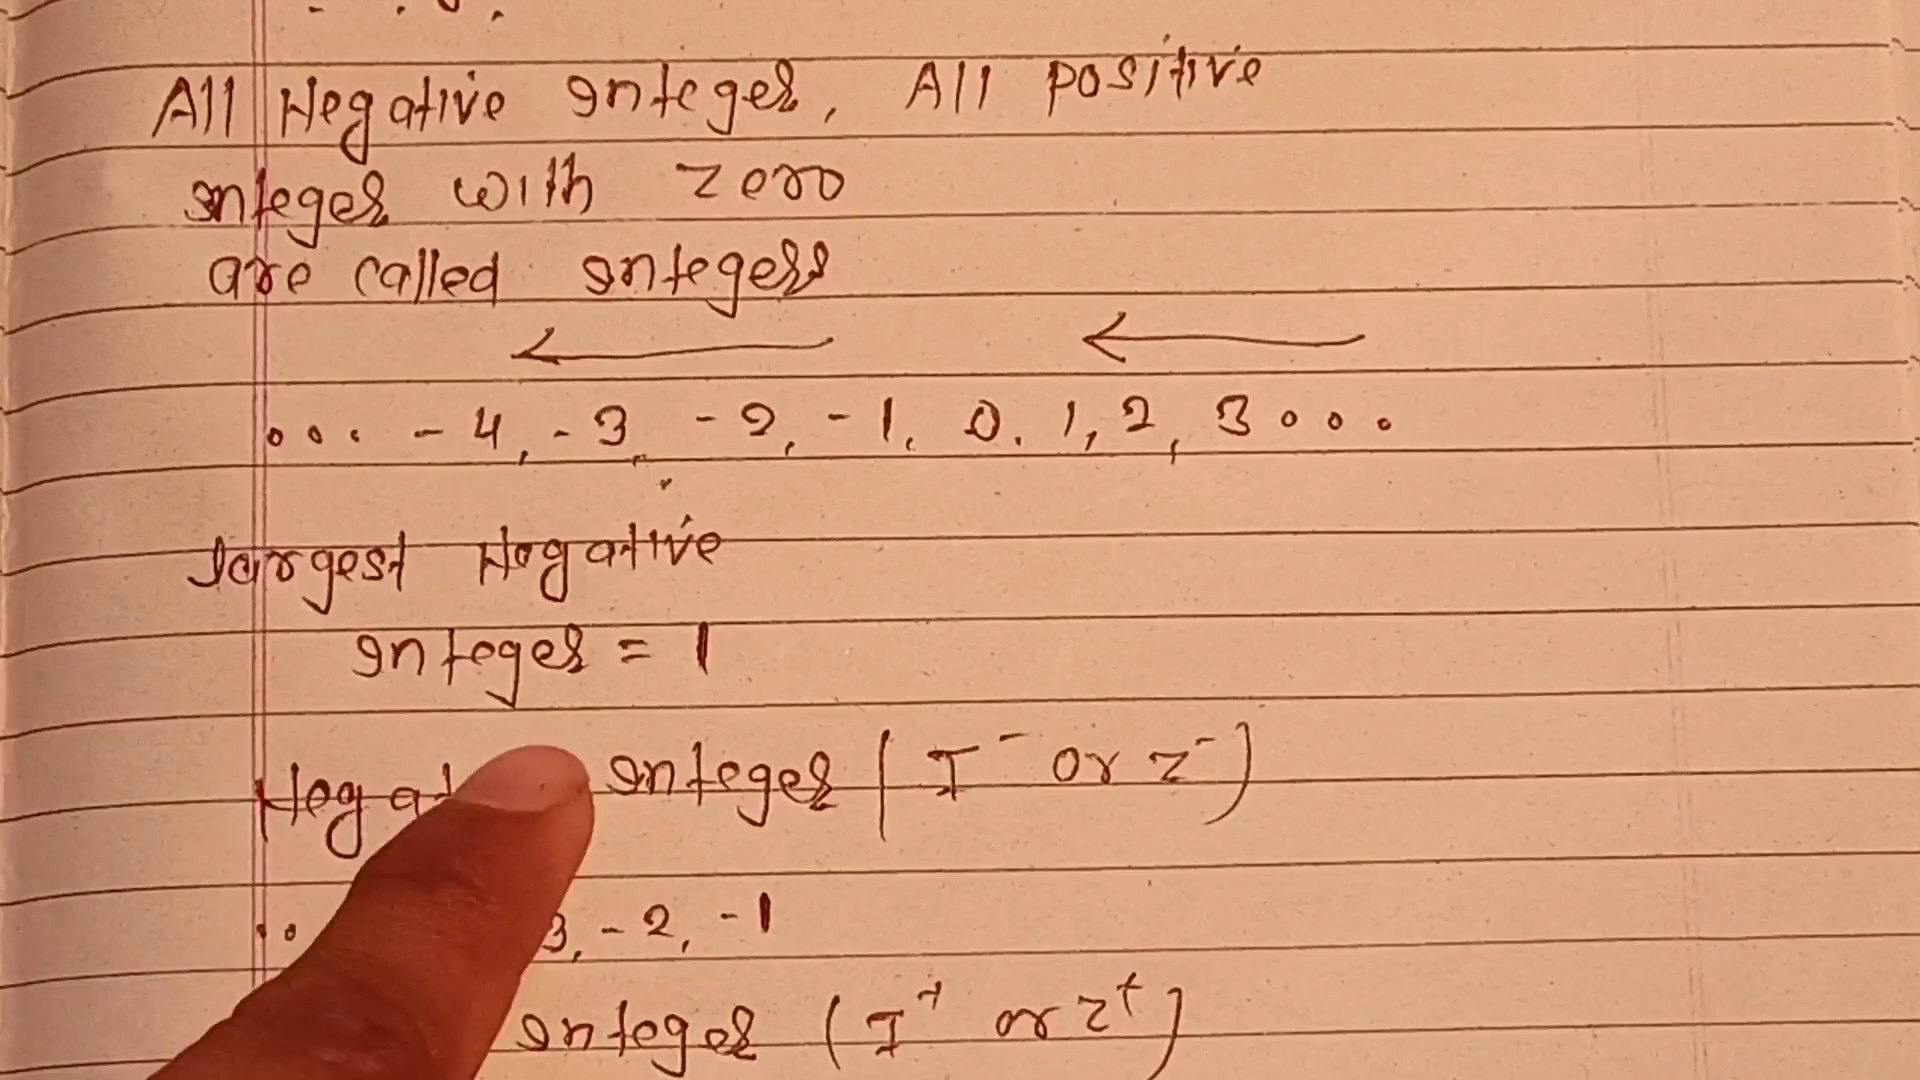 All Negative Integer, All positive
Integer with zero
are called Integers
... -4, -3, -2, -1, 0, 1, 2, 3 ...
largest Negative
Integer = 1
Integer ( I⁻ or z⁻)
3, -2, -1
Integer ( I⁺ or z⁺)